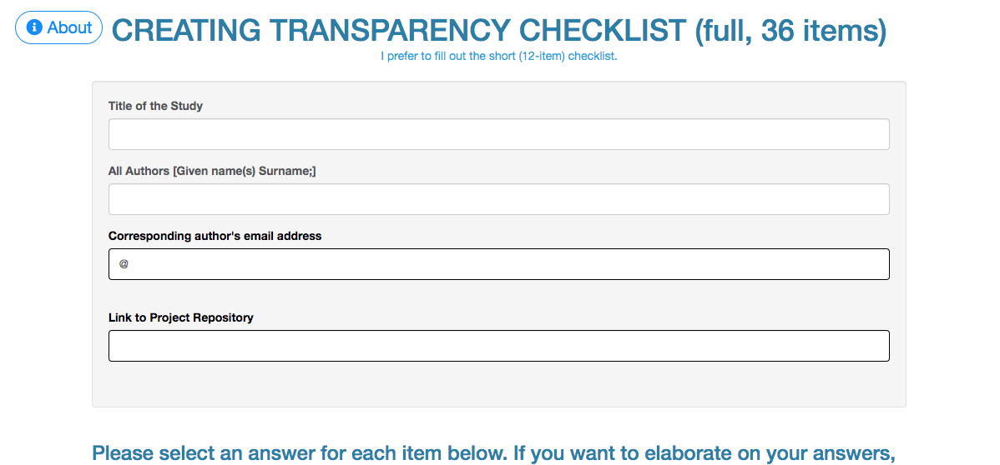 About
CREATING TRANSPARENCY CHECKLIST (full, 36 items)
I prefer to fill out the short (12-item) checklist.
Title of the Study
All Authors [Given name(s) Surname;]
Corresponding author's email address
@
Link to Project Repository
Please select an answer for each item below. If you want to elaborate on your answers,